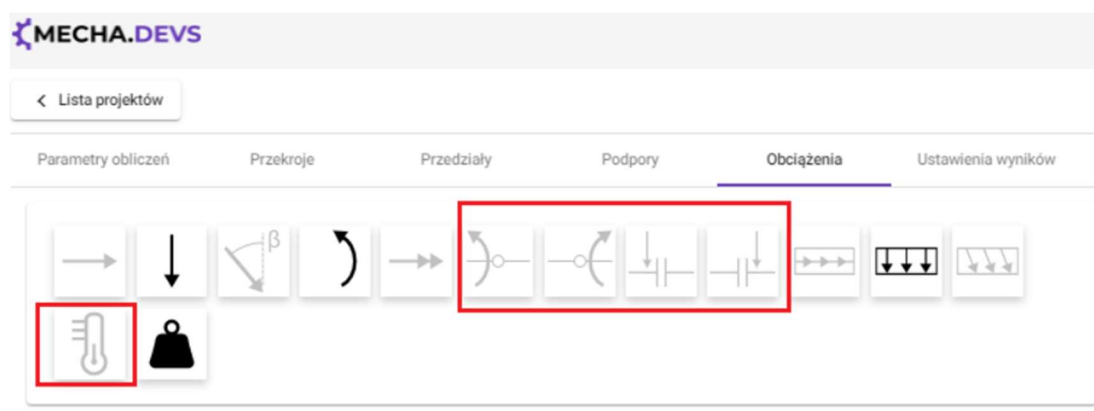 MECHA.DEVS
Lista projektów
Parametry obliczeń Przekroje Przedziały Podpory Obciążenia Ustawienia wyników
β